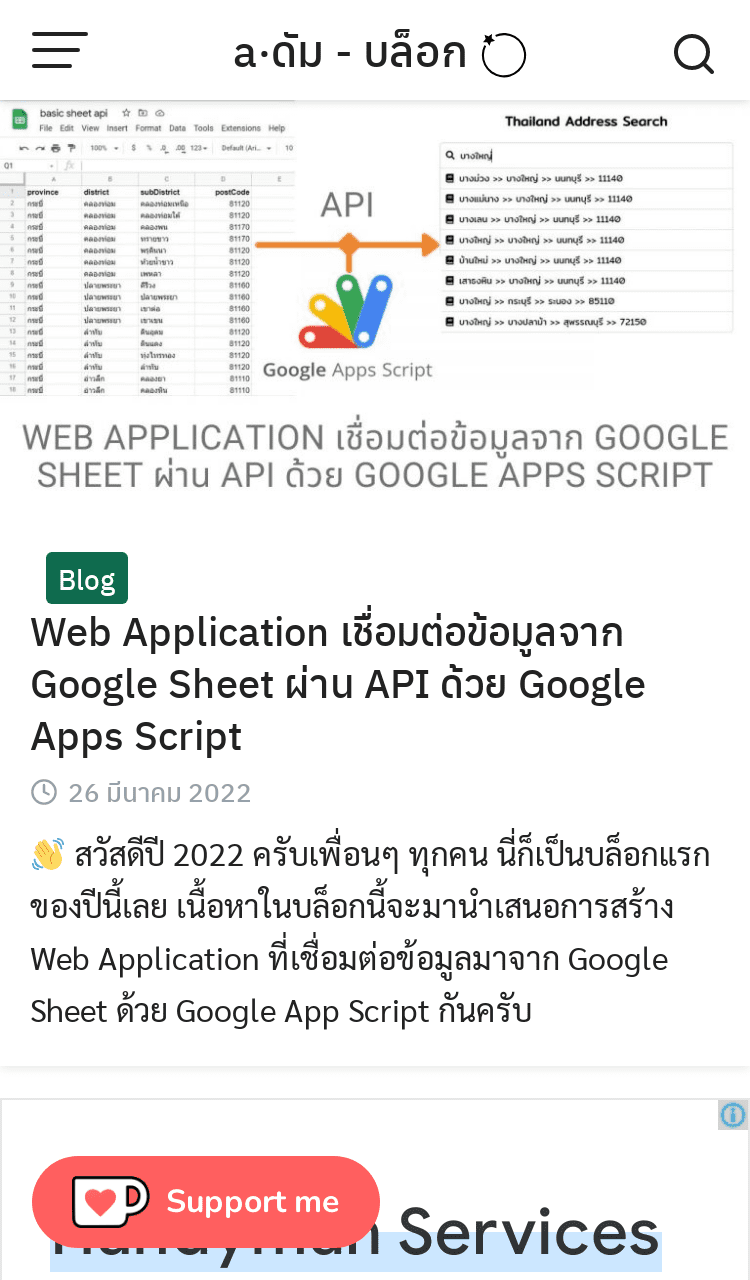 a·ดัม - บล็อก
basic sheet api
File Edit View Insert Format Data Tools Extensions Help
100% $ % .0 .00 123 Default (Ari... 10
Q1 fx
A B C D E
1 province district subDistrict postCode
2 กระบี่ คลองท่อม คลองท่อมเหนือ 81120
3 กระบี่ คลองท่อม คลองท่อมใต้ 81120
4 กระบี่ คลองท่อม คลองพน 81170
5 กระบี่ คลองท่อม ทรายขาว 81170
6 กระบี่ คลองท่อม พรุดินนา 81120
7 กระบี่ คลองท่อม ห้วยน้ำขาว 81120
8 กระบี่ คลองท่อม เพหลา 81120
9 กระบี่ ปลายพระยา คีรีวง 81160
10 กระบี่ ปลายพระยา ปลายพระยา 81160
11 กระบี่ ปลายพระยา เขาต่อ 81160
12 กระบี่ ปลายพระยา เขาเขน 81160
13 กระบี่ ลำทับ ดินอุดม 81120
14 กระบี่ ลำทับ ดินแดง 81120
15 กระบี่ ลำทับ ทุ่งไทรทอง 81120
16 กระบี่ ลำทับ ลำทับ 81120
17 กระบี่ อ่าวลึก คลองยา 81110
18 กระบี่ อ่าวลึก คลองหิน 81110
API
Google Apps Script
Thailand Address Search
บางใหญ่
บางม่วง >> บางใหญ่ >> นนทบุรี >> 11140
บางแม่นาง >> บางใหญ่ >> นนทบุรี >> 11140
บางเลน >> บางใหญ่ >> นนทบุรี >> 11140
บางใหญ่ >> บางใหญ่ >> นนทบุรี >> 11140
บ้านใหม่ >> บางใหญ่ >> นนทบุรี >> 11140
เสาธงหิน >> บางใหญ่ >> นนทบุรี >> 11140
บางใหญ่ >> กระบุรี >> ระนอง >> 85110
บางใหญ่ >> บางปลาม้า >> สุพรรณบุรี >> 72150
WEB APPLICATION เชื่อมต่อข้อมูลจาก GOOGLE
SHEET ผ่าน API ด้วย GOOGLE APPS SCRIPT
Blog
Web Application เชื่อมต่อข้อมูลจาก
Google Sheet ผ่าน API ด้วย Google
Apps Script
26 มีนาคม 2022
👋 สวัสดีปี 2022 ครับเพื่อนๆ ทุกคน นี่ก็เป็นบล็อกแรก
ของปีนี้เลย เนื้อหาในบล็อกนี้จะมานำเสนอการสร้าง
Web Application ที่เชื่อมต่อข้อมูลมาจาก Google
Sheet ด้วย Google App Script กันครับ
Support me
Handyman Services